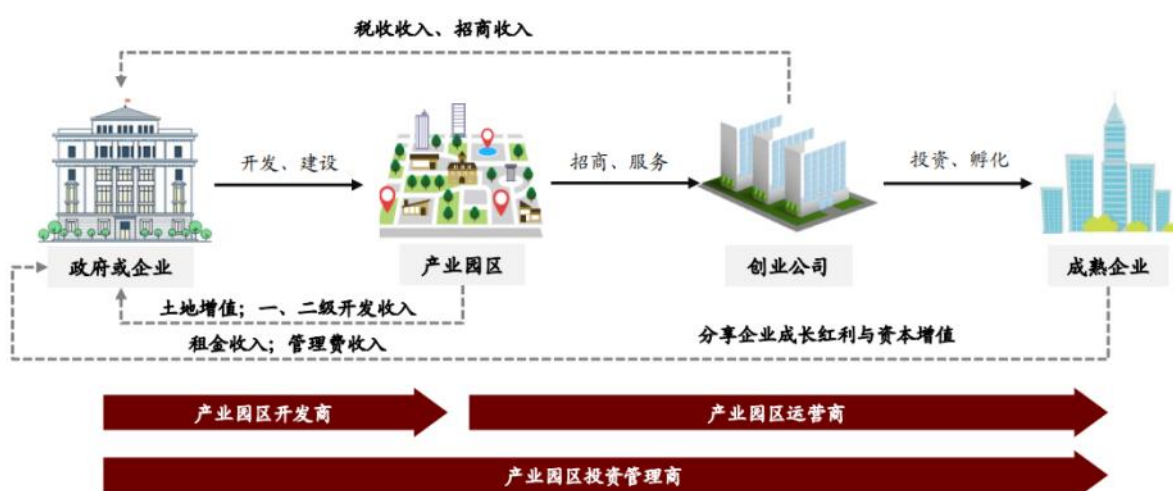 税收收入、招商收入
开发、建设
招商、服务
投资、孵化
政府或企业
产业园区
创业公司
成熟企业
土地增值；一、二级开发收入
租金收入；管理费收入
分享企业成长红利与资本增值
产业园区开发商
产业园区运营商
产业园区投资管理商